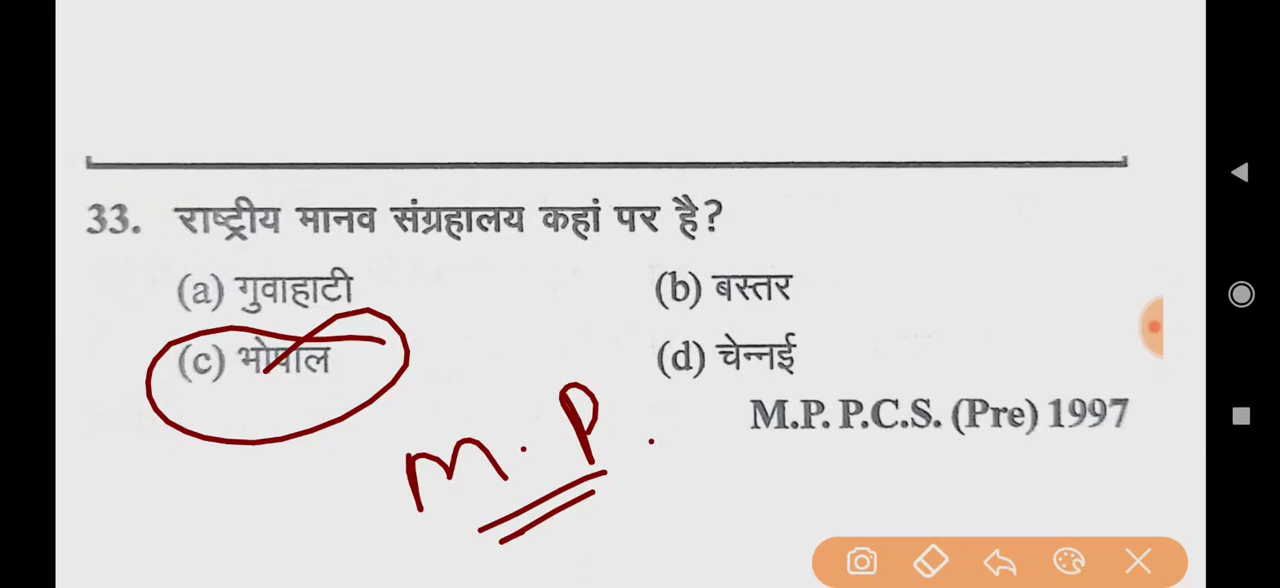 33. राष्ट्रीय मानव संग्रहालय कहां पर है?
(a) गुवाहाटी (b) बस्तर
(c) भोपाल (d) चेन्नई
M.P. P.C.S. (Pre) 1997
M.P.